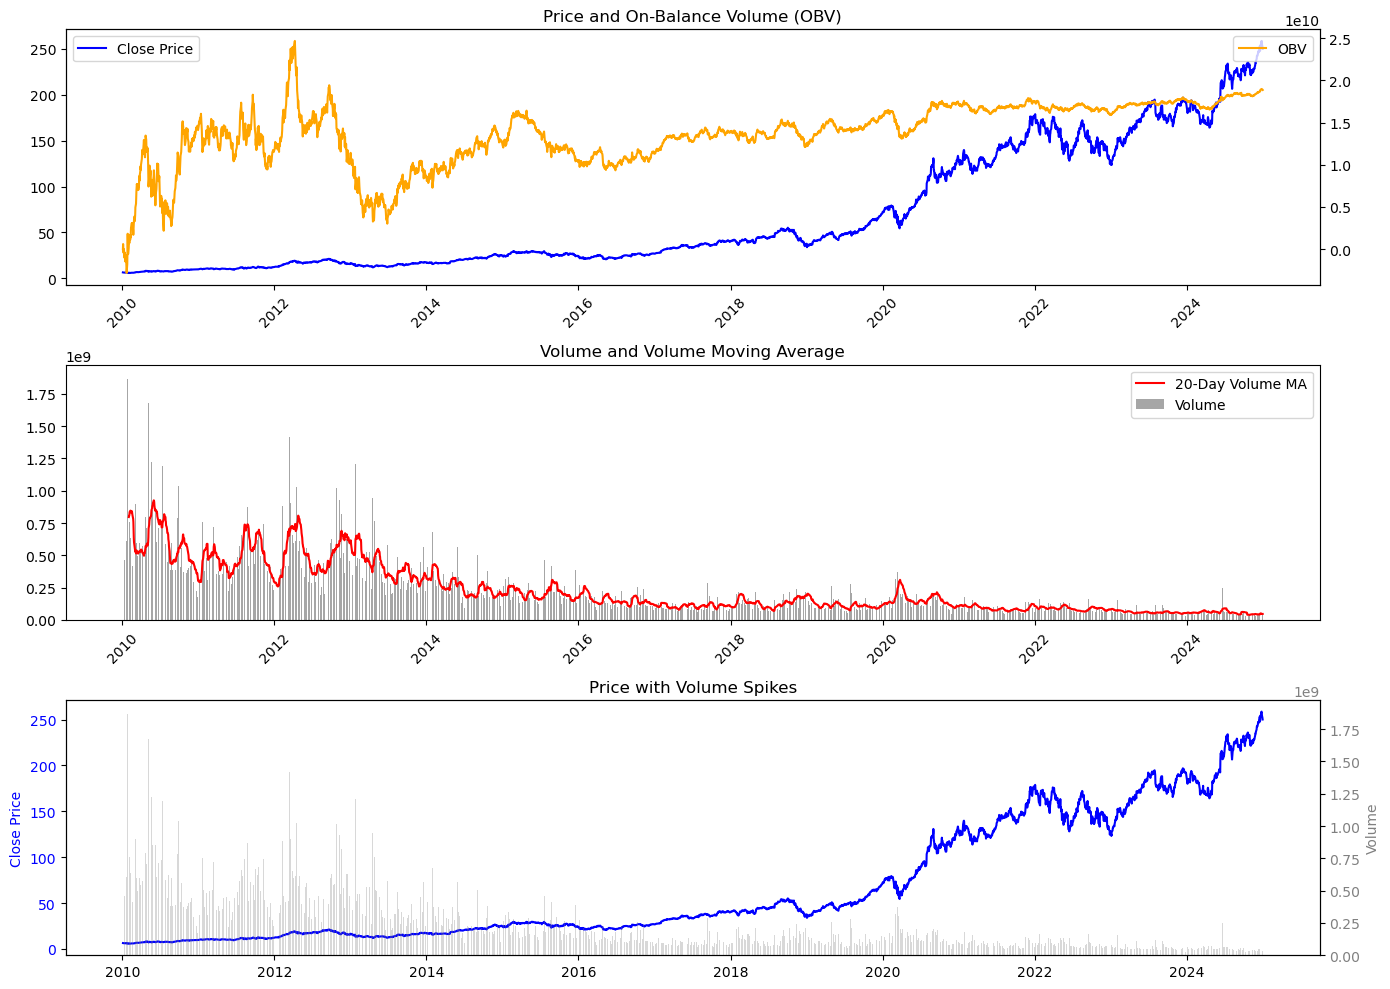 Price and On-Balance Volume (OBV)
1e10
Close Price
OBV
250
200
150
100
50
0
2.5
2.0
1.5
1.0
0.5
0.0
2010 2012 2014 2016 2018 2020 2022 2024
Volume and Volume Moving Average
1e9
20-Day Volume MA
Volume
1.75
1.50
1.25
1.00
0.75
0.50
0.25
0.00
2010 2012 2014 2016 2018 2020 2022 2024
Price with Volume Spikes
1e9
Close Price
250
200
150
100
50
0
1.75
1.50
1.25
1.00
0.75
0.50
0.25
0.00
Volume
2010 2012 2014 2016 2018 2020 2022 2024